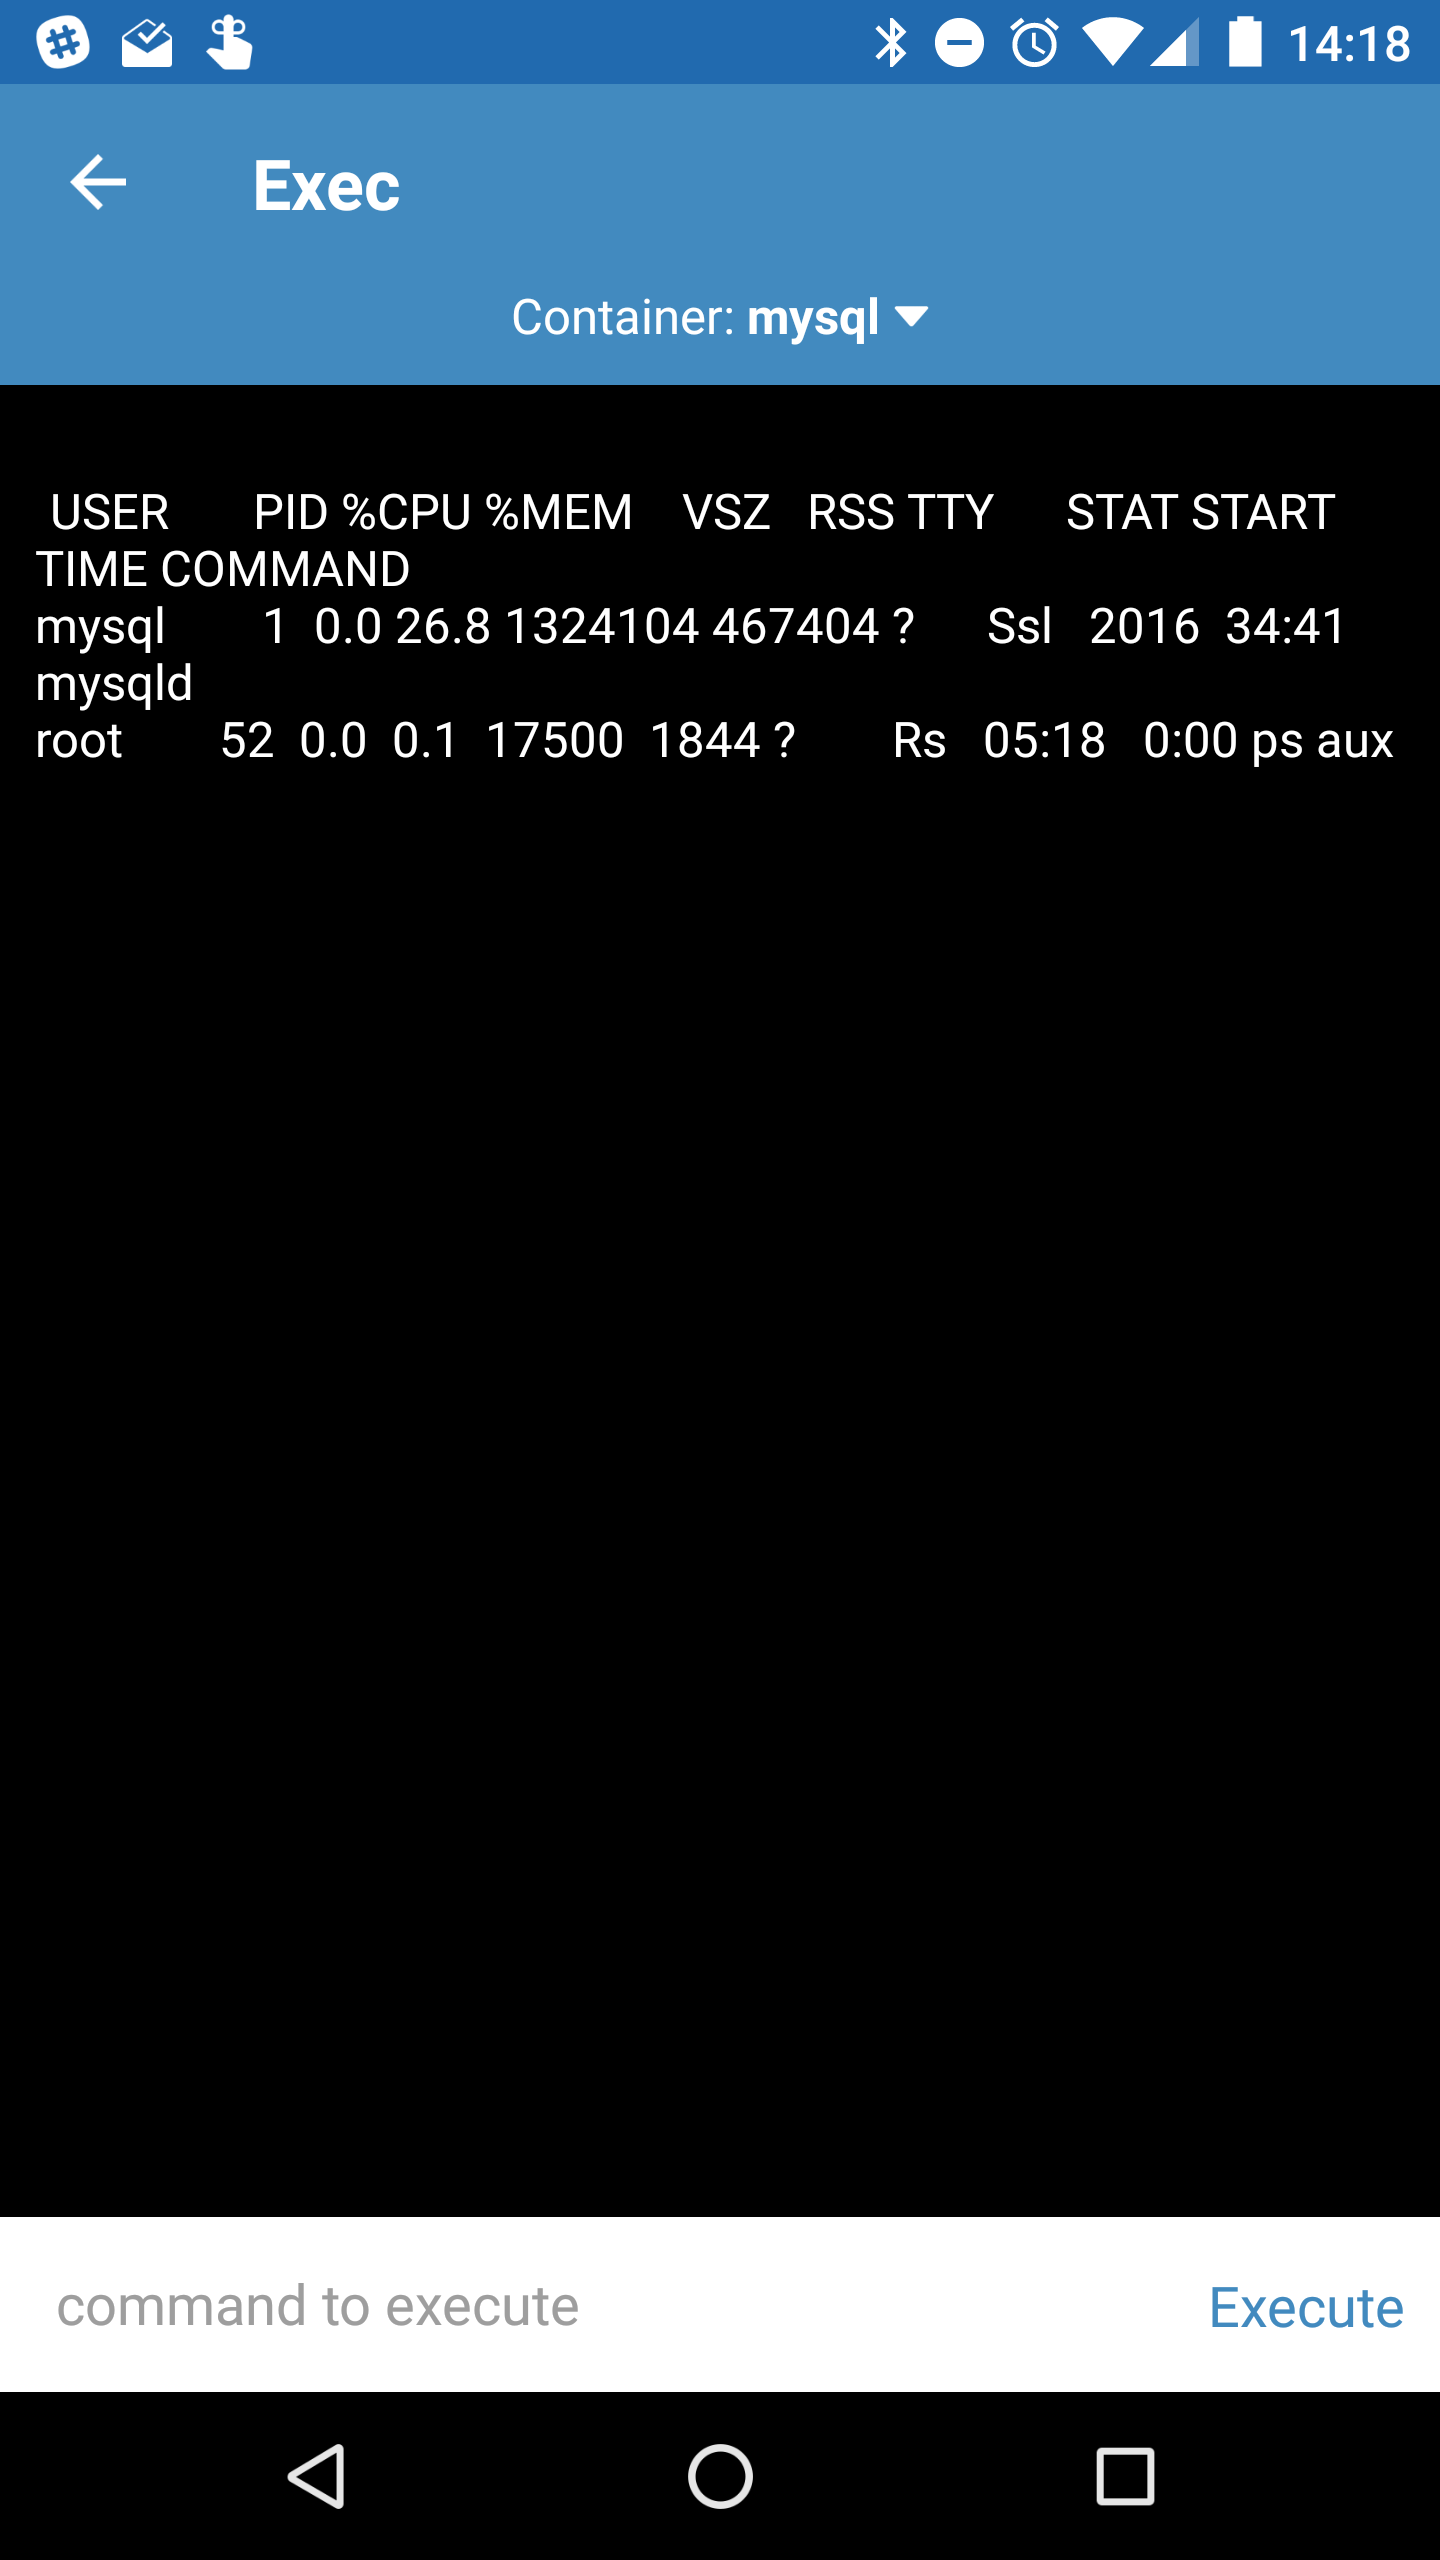 14:18
Exec
Container: mysql
USER       PID %CPU %MEM    VSZ   RSS TTY      STAT START
TIME COMMAND
mysql        1  0.0 26.8 1324104 467404 ?      Ssl   2016  34:41
mysqld
root        52  0.0  0.1  17500  1844 ?        Rs   05:18   0:00 ps aux
command to execute
Execute